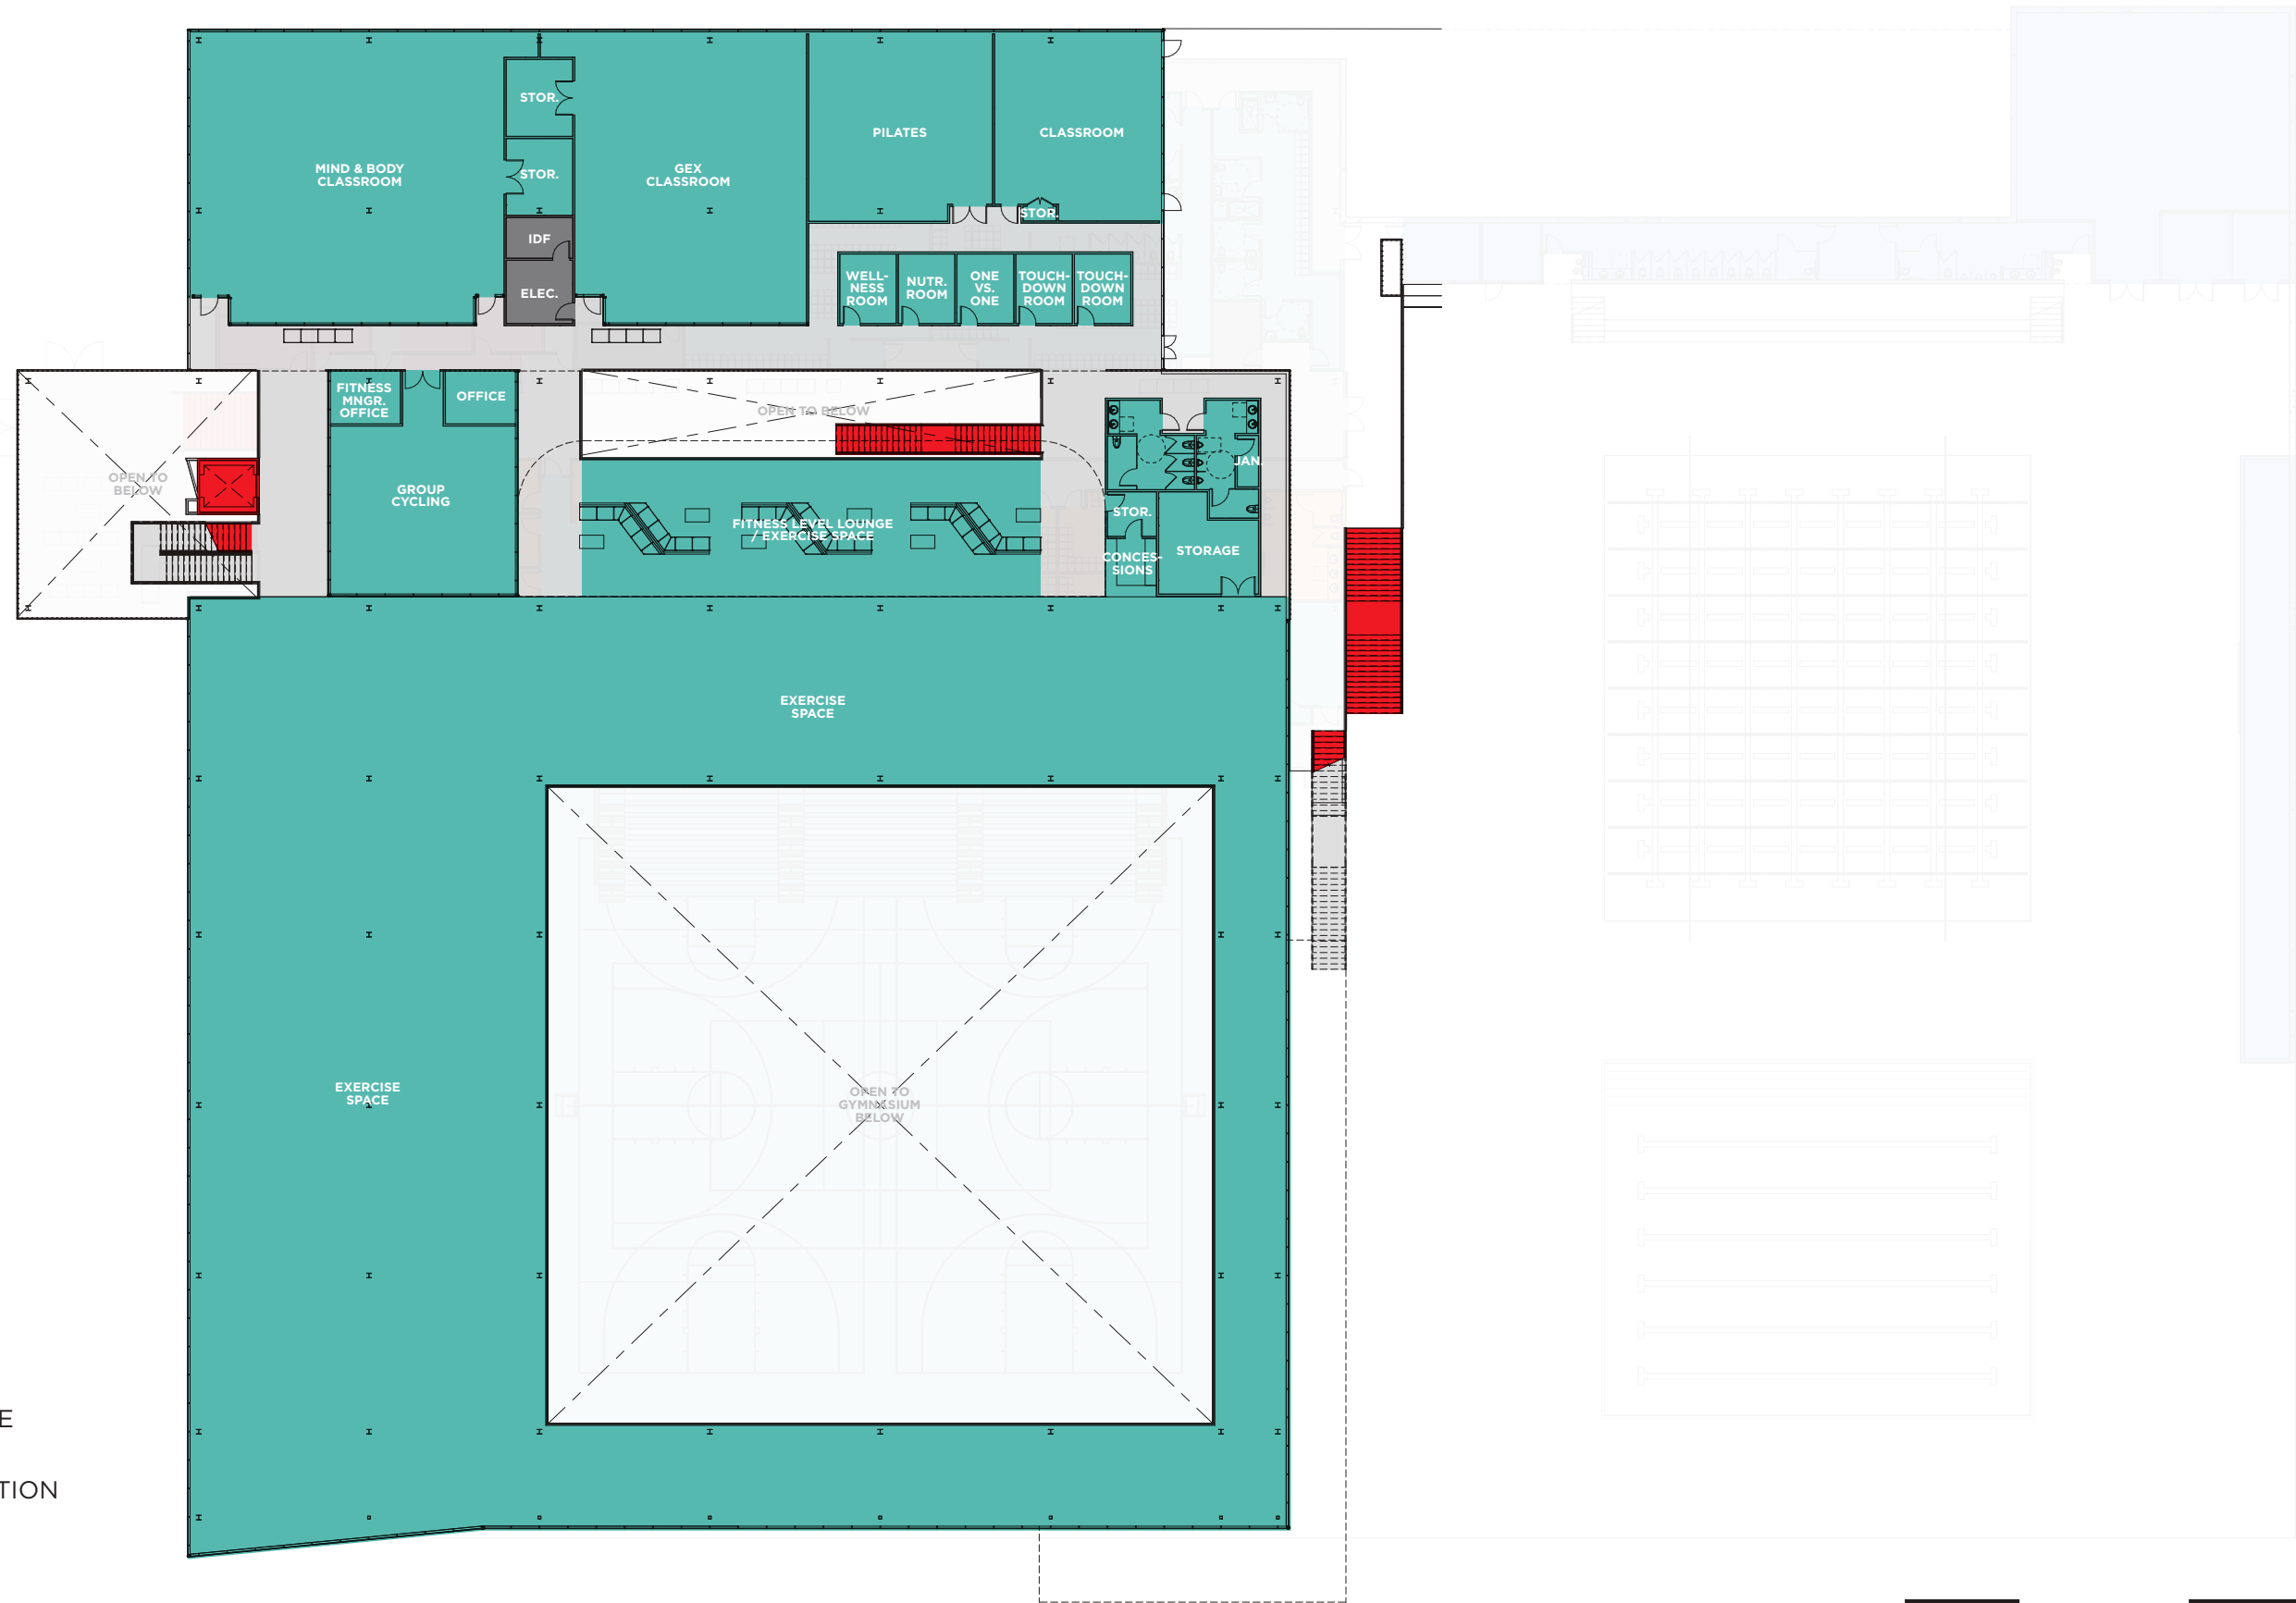 STOR.
PILATES
CLASSROOM
MIND & BODY
CLASSROOM
STOR.
GEX
CLASSROOM
STOR.
IDF
ELEC.
WELL-
NESS
ROOM
NUTR.
ROOM
ONE
VS.
ONE
TOUCH-
DOWN
ROOM
TOUCH-
DOWN
ROOM
FITNESS
MNGR.
OFFICE
OFFICE
OPEN TO BELOW
OPEN TO
BELOW
GROUP
CYCLING
JAN.
FITNESS LEVEL LOUNGE
/ EXERCISE SPACE
STOR.
CONCES-
SIONS
STORAGE
EXERCISE
SPACE
EXERCISE
SPACE
OPEN TO
GYMNASIUM
BELOW
E
TION